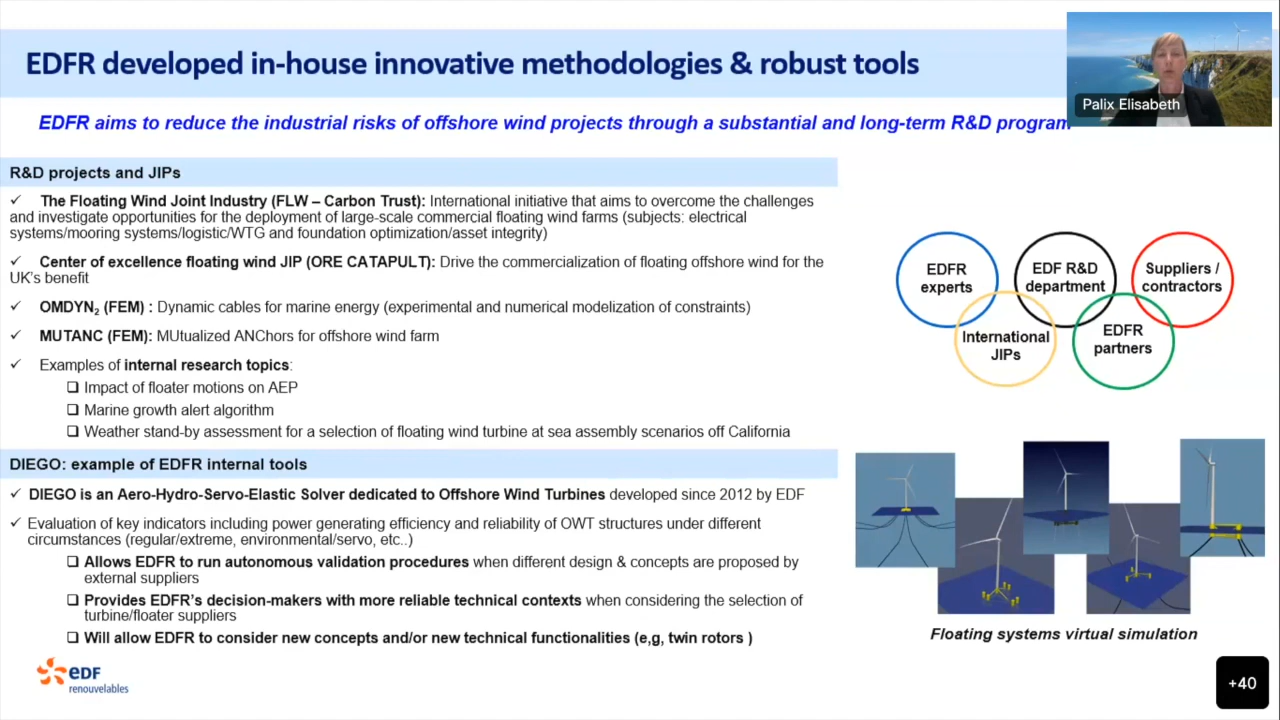 EDFR developed in-house innovative methodologies & robust tools
Palix Elisabeth
EDFR aims to reduce the industrial risks of offshore wind projects through a substantial and long-term R&D program
R&D projects and JIPs
✓ The Floating Wind Joint Industry (FLW – Carbon Trust): International initiative that aims to overcome the challenges
and investigate opportunities for the deployment of large-scale commercial floating wind farms (subjects: electrical
systems/mooring systems/logistic/WTG and foundation optimization/asset integrity)
✓ Center of excellence floating wind JIP (ORE CATAPULT): Drive the commercialization of floating offshore wind for the
UK's benefit
✓ OMDYN₂ (FEM) : Dynamic cables for marine energy (experimental and numerical modelization of constraints)
✓ MUTANC (FEM): MUtualized ANChors for offshore wind farm
✓ Examples of internal research topics:
❑ Impact of floater motions on AEP
❑ Marine growth alert algorithm
❑ Weather stand-by assessment for a selection of floating wind turbine at sea assembly scenarios off California
DIEGO: example of EDFR internal tools
✓ DIEGO is an Aero-Hydro-Servo-Elastic Solver dedicated to Offshore Wind Turbines developed since 2012 by EDF
✓ Evaluation of key indicators including power generating efficiency and reliability of OWT structures under different
circumstances (regular/extreme, environmental/servo, etc..)
❑ Allows EDFR to run autonomous validation procedures when different design & concepts are proposed by
external suppliers
❑ Provides EDFR's decision-makers with more reliable technical contexts when considering the selection of
turbine/floater suppliers
❑ Will allow EDFR to consider new concepts and/or new technical functionalities (e,g, twin rotors )
EDFR
experts
EDF R&D
department
Suppliers /
contractors
International
JIPs
EDFR
partners
Floating systems virtual simulation
eDF
renouvelables
+40